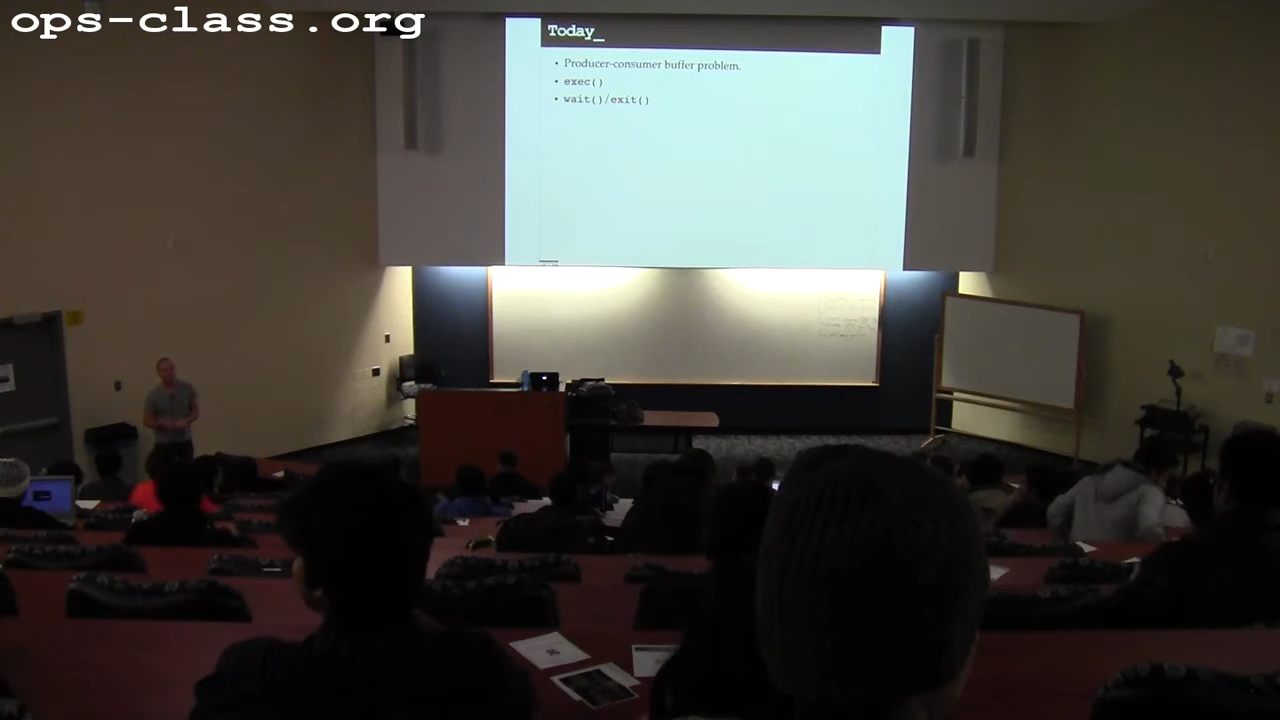 ops-class.org
Today_
• Producer-consumer buffer problem.
• exec()
• wait()/exit()